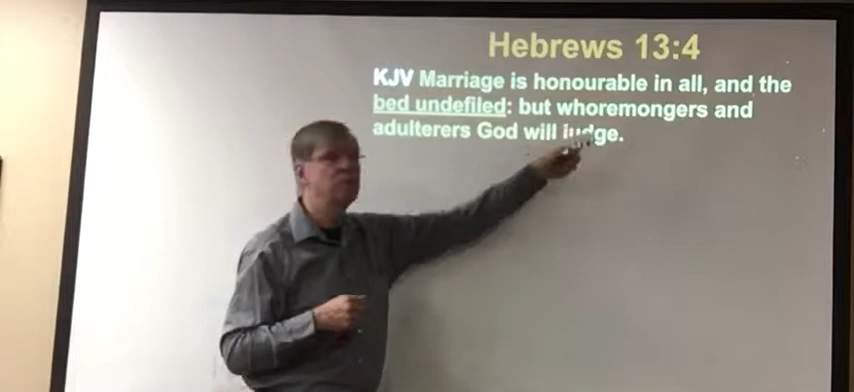 Hebrews 13:4
KJV Marriage is honourable in all, and the
bed undefiled: but whoremongers and
adulterers God will judge.